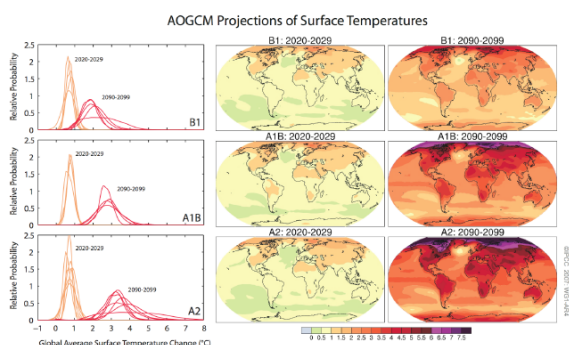 AOGCM Projections of Surface Temperatures
B1: 2020-2029
B1: 2090-2099
Relative Probability
2.5
2
1.5
1
0.5
0
2020-2029
2090-2099
B1
A1B: 2020-2029
A1B: 2090-2099
Relative Probability
2.5
2
1.5
1
0.5
0
2020-2029
2090-2099
A1B
A2: 2020-2029
A2: 2090-2099
Relative Probability
2.5
2
1.5
1
0.5
0
2020-2029
2090-2099
A2
−1 0 1 2 3 4 5 6 7 8
Global Average Surface Temperature Change (°C)
0 0.5 1 1.5 2 2.5 3 3.5 4 4.5 5 5.5 6 6.5 7 7.5
©IPCC 2007: WG1-AR4